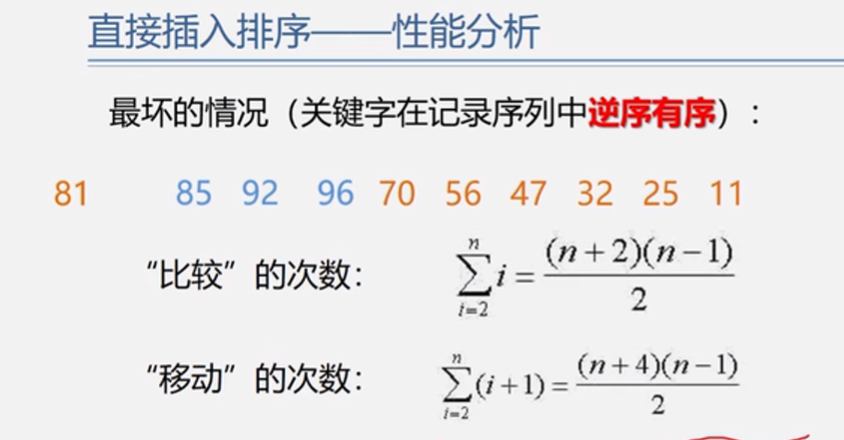 直接插入排序——性能分析
最坏的情况（关键字在记录序列中逆序有序）：
81 85 92 96 70 56 47 32 25 11
“比较”的次数： \sum_{i=2}^{n} i = \frac{(n+2)(n-1)}{2}
“移动”的次数： \sum_{i=2}^{n} (i+1) = \frac{(n+4)(n-1)}{2}